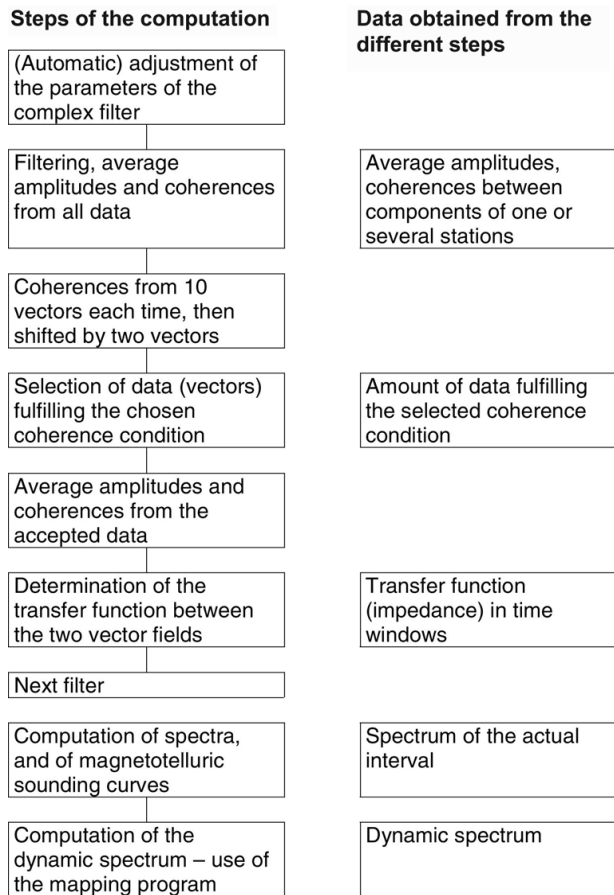 Steps of the computation
Data obtained from the
different steps
(Automatic) adjustment of
the parameters of the
complex filter
Filtering, average
amplitudes and coherences
from all data
Average amplitudes,
coherences between
components of one or
several stations
Coherences from 10
vectors each time, then
shifted by two vectors
Selection of data (vectors)
fulfilling the chosen
coherence condition
Amount of data fulfilling
the selected coherence
condition
Average amplitudes and
coherences from the
accepted data
Determination of the
transfer function between
the two vector fields
Transfer function
(impedance) in time
windows
Next filter
Computation of spectra,
and of magnetotelluric
sounding curves
Spectrum of the actual
interval
Computation of the
dynamic spectrum – use of
the mapping program
Dynamic spectrum